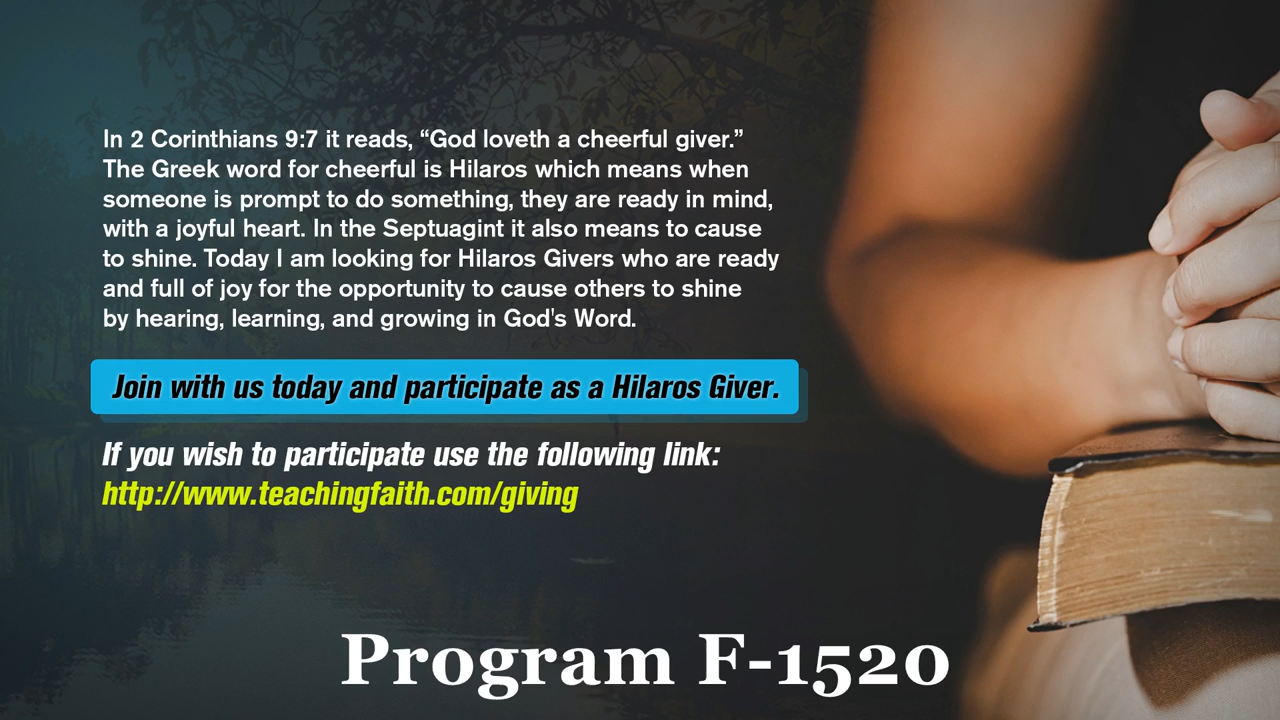 In 2 Corinthians 9:7 it reads, “God loveth a cheerful giver.”
The Greek word for cheerful is Hilaros which means when
someone is prompt to do something, they are ready in mind,
with a joyful heart. In the Septuagint it also means to cause
to shine. Today I am looking for Hilaros Givers who are ready
and full of joy for the opportunity to cause others to shine
by hearing, learning, and growing in God's Word.
Join with us today and participate as a Hilaros Giver.
If you wish to participate use the following link:
http://www.teachingfaith.com/giving
Program F-1520